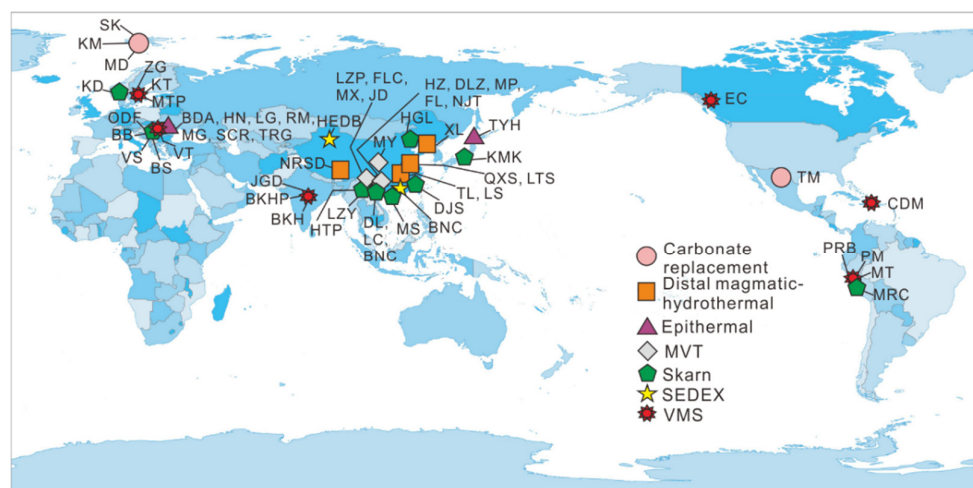 SK
KM
MD
ZG
KD
KT
MTP
ODF
BB
VS
BS
VT
BDA, HN, LG, RM,
MG, SCR, TRG
HEDB
LZP, FLC,
MX, JD
HZ, DLZ, MP,
FL, NJT
MY
HGL
XL
TYH
KMK
QXS, LTS
TL, LS
DJS
BNC
MS
DL,
LC,
BNC
LZY
HTP
NRSD
JGD
BKHP
BKH
EC
TM
CDM
PRB
PM
MT
MRC
Carbonate
replacement
Distal magmatic-
hydrothermal
Epithermal
MVT
Skarn
SEDEX
VMS